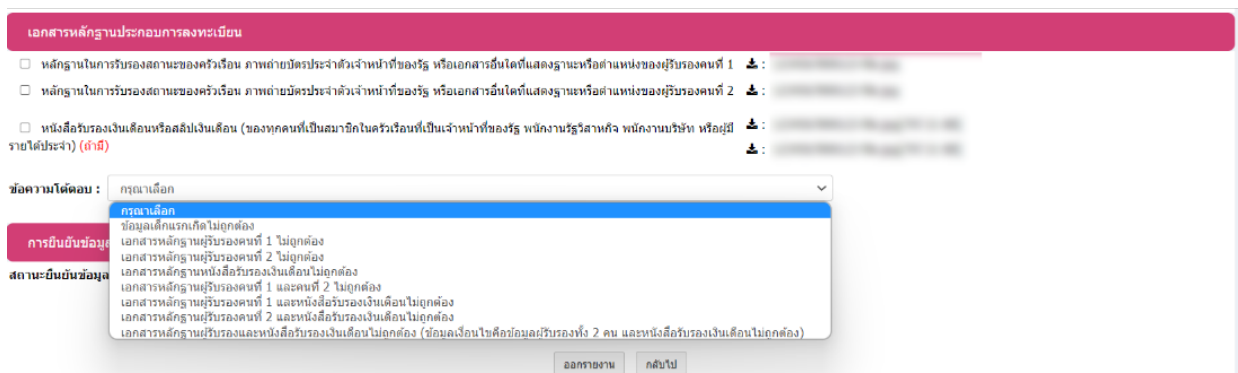 เอกสารหลักฐานประกอบการลงทะเบียน
หลักฐานในการรับรองสถานะของครัวเรือน ภาพถ่ายบัตรประจำตัวเจ้าหน้าที่ของรัฐ หรือเอกสารอื่นใดที่แสดงฐานะหรือตำแหน่งของผู้รับรองคนที่ 1 :
หลักฐานในการรับรองสถานะของครัวเรือน ภาพถ่ายบัตรประจำตัวเจ้าหน้าที่ของรัฐ หรือเอกสารอื่นใดที่แสดงฐานะหรือตำแหน่งของผู้รับรองคนที่ 2 :
หนังสือรับรองเงินเดือนหรือสลิปเงินเดือน (ของทุกคนที่เป็นสมาชิกในครัวเรือนที่เป็นเจ้าหน้าที่ของรัฐ พนักงานรัฐวิสาหกิจ พนักงานบริษัท หรือผู้มี :
รายได้ประจำ) (ถ้ามี) :
ข้อความโต้ตอบ : กรุณาเลือก
กรุณาเลือก
ข้อมูลเด็กแรกเกิดไม่ถูกต้อง
เอกสารหลักฐานผู้รับรองคนที่ 1 ไม่ถูกต้อง
เอกสารหลักฐานผู้รับรองคนที่ 2 ไม่ถูกต้อง
เอกสารหลักฐานหนังสือรับรองเงินเดือนไม่ถูกต้อง
เอกสารหลักฐานผู้รับรองคนที่ 1 และคนที่ 2 ไม่ถูกต้อง
เอกสารหลักฐานผู้รับรองคนที่ 1 และหนังสือรับรองเงินเดือนไม่ถูกต้อง
เอกสารหลักฐานผู้รับรองคนที่ 2 และหนังสือรับรองเงินเดือนไม่ถูกต้อง
เอกสารหลักฐานผู้รับรองและหนังสือรับรองเงินเดือนไม่ถูกต้อง (ข้อมูลเงื่อนไขคือข้อมูลผู้รับรองทั้ง 2 คน และหนังสือรับรองเงินเดือนไม่ถูกต้อง)
การยืนยันข้อมูล
สถานะยืนยันข้อมูล
ออกรายงาน กลับไป